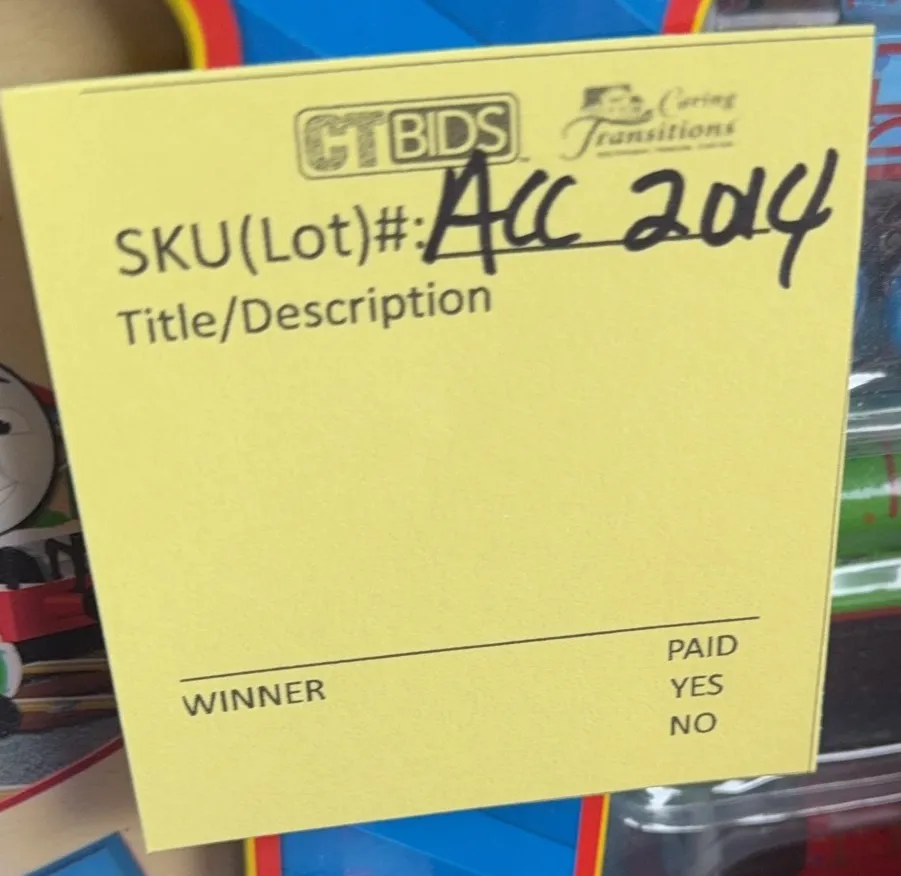 CTBIDS
Caring
Transitions
SKU(Lot)#: ACC 2014
Title/Description
PAID
WINNER YES
NO